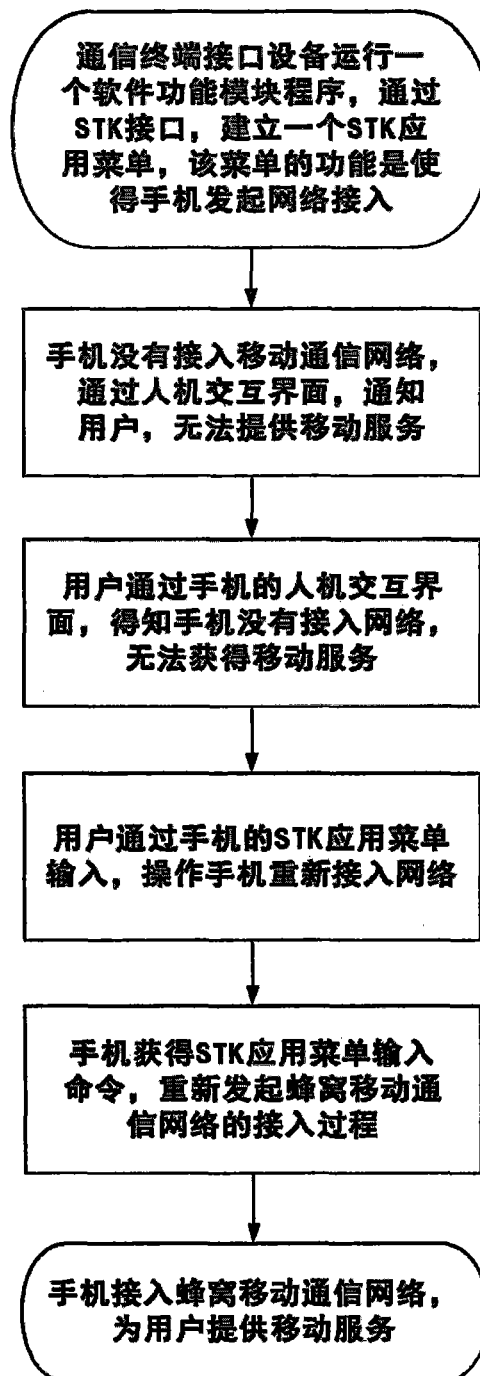 通信终端接口设备运行一
个软件功能模块程序，通过
STK接口，建立一个STK应
用菜单，该菜单的功能是使
得手机发起网络接入
手机没有接入移动通信网络，
通过人机交互界面，通知
用户，无法提供移动服务
用户通过手机的人机交互界
面，得知手机没有接入网络，
无法获得移动服务
用户通过手机的STK应用菜单
输入，操作手机重新接入网络
手机获得STK应用菜单输入
命令，重新发起蜂窝移动通
信网络的接入过程
手机接入蜂窝移动通信网络，
为用户提供移动服务